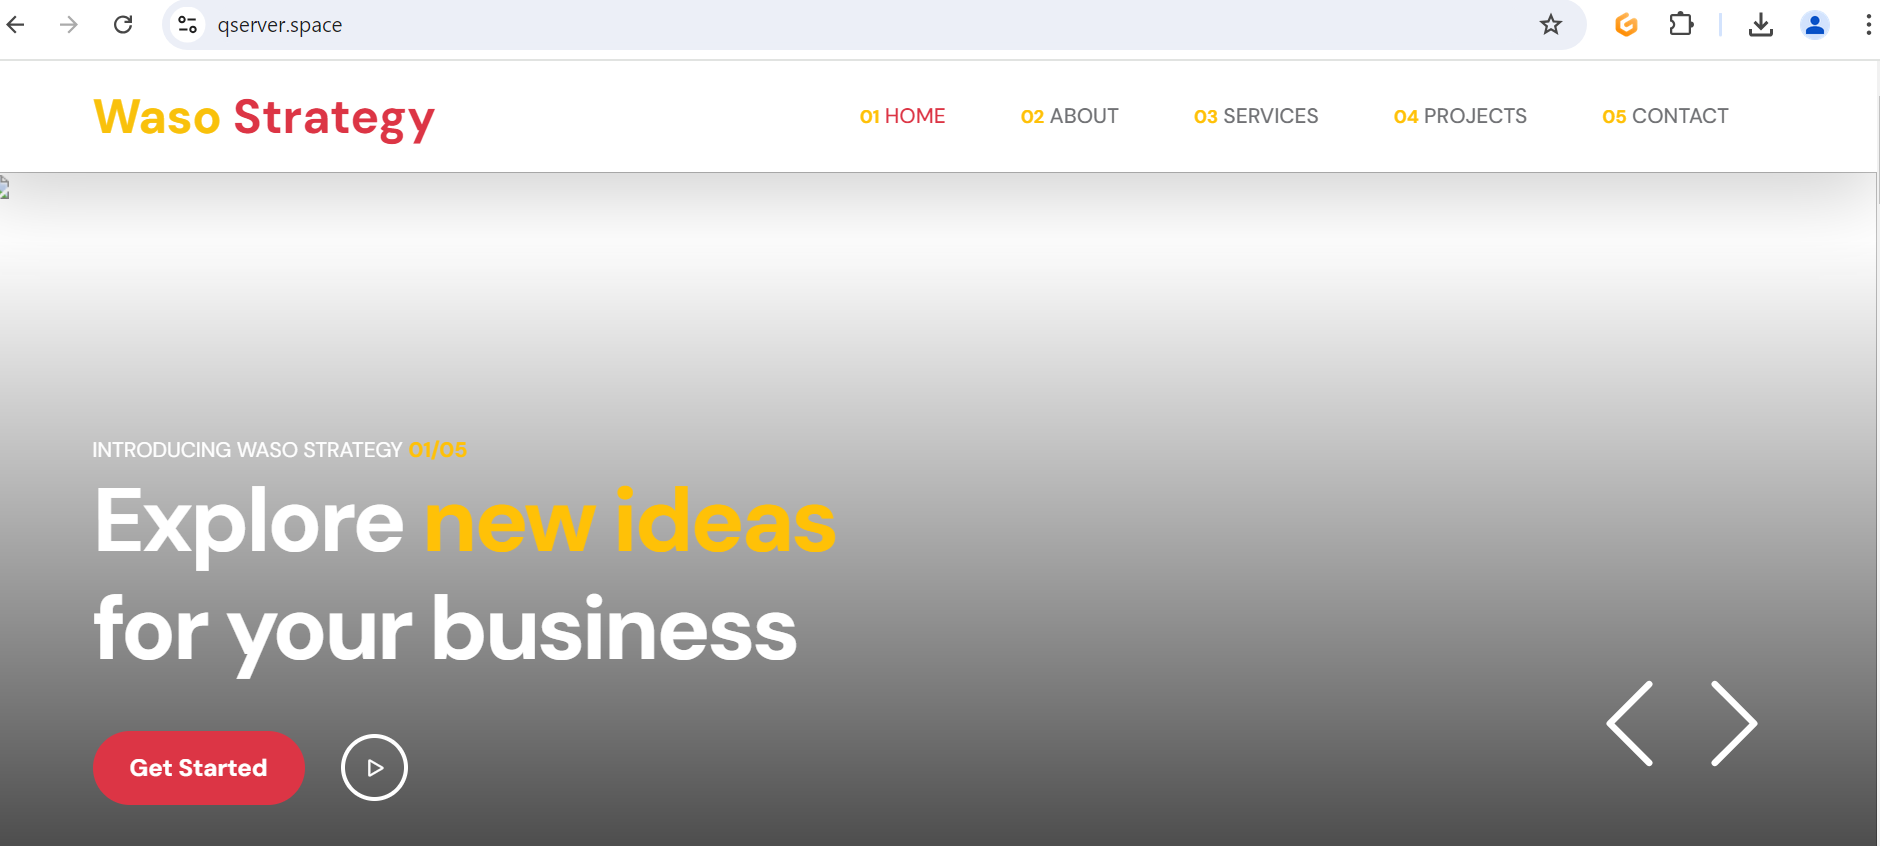 qserver.space
Waso Strategy
01 HOME
02 ABOUT
03 SERVICES
04 PROJECTS
05 CONTACT
INTRODUCING WASO STRATEGY 01/05
Explore new ideas
for your business
Get Started